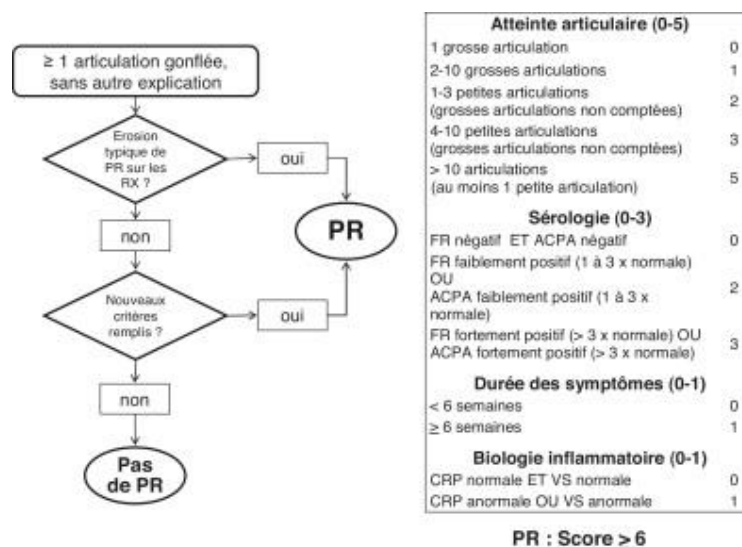 ≥ 1 articulation gonflée,
sans autre explication
Erosion
typique de
PR sur les
RX ?
oui
non
PR
Nouveaux
critères
remplis ?
oui
non
Pas
de PR
Atteinte articulaire (0-5)
1 grosse articulation 0
2-10 grosses articulations 1
1-3 petites articulations
(grosses articulations non comptées) 2
4-10 petites articulations
(grosses articulations non comptées) 3
> 10 articulations
(au moins 1 petite articulation) 5
Sérologie (0-3)
FR négatif ET ACPA négatif 0
FR faiblement positif (1 à 3 x normale)
OU
ACPA faiblement positif (1 à 3 x 2
normale)
FR fortement positif (> 3 x normale) OU
ACPA fortement positif (> 3 x normale) 3
Durée des symptômes (0-1)
< 6 semaines 0
≥ 6 semaines 1
Biologie inflammatoire (0-1)
CRP normale ET VS normale 0
CRP anormale OU VS anormale 1
PR : Score > 6